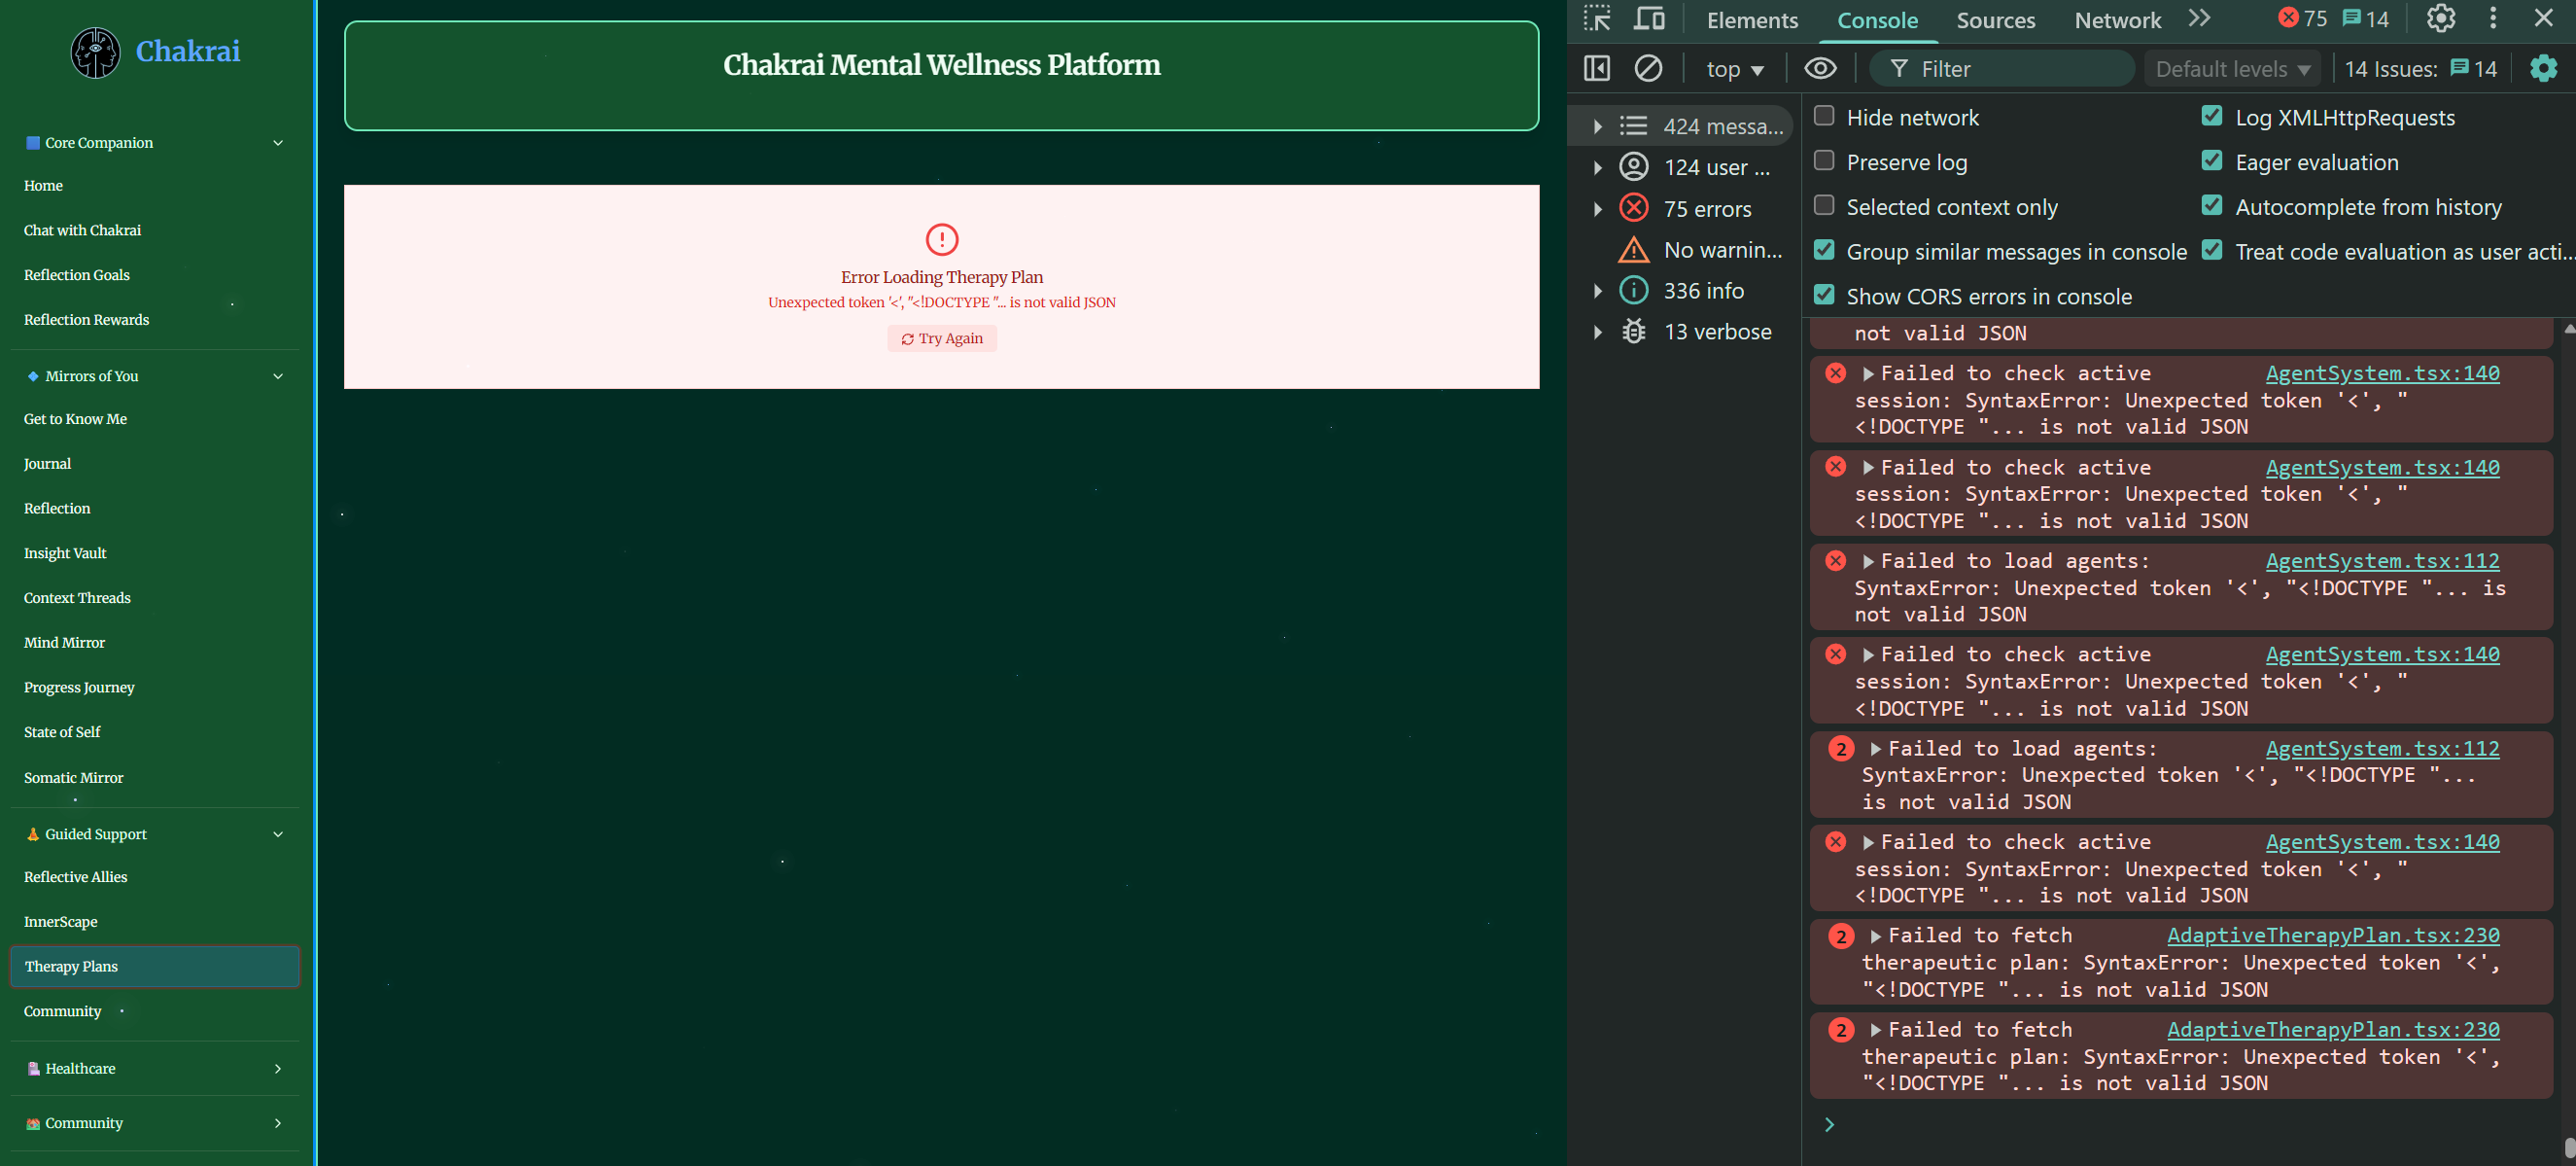 Chakrai
Core Companion
Home
Chat with Chakrai
Reflection Goals
Reflection Rewards
Mirrors of You
Get to Know Me
Journal
Reflection
Insight Vault
Context Threads
Mind Mirror
Progress Journey
State of Self
Somatic Mirror
Guided Support
Reflective Allies
InnerScape
Therapy Plans
Community
Healthcare
Community
Chakrai Mental Wellness Platform
Error Loading Therapy Plan
Unexpected token '<', "<!DOCTYPE "... is not valid JSON
Try Again
Elements Console Sources Network 75 14
top Filter Default levels 14 Issues: 14
424 messa...
124 user ...
75 errors
No warnin...
336 info
13 verbose
Hide network Log XMLHttpRequests
Preserve log Eager evaluation
Selected context only Autocomplete from history
Group similar messages in console Treat code evaluation as user acti...
Show CORS errors in console
not valid JSON
Failed to check active AgentSystem.tsx:140
session: SyntaxError: Unexpected token '<', "
<!DOCTYPE "... is not valid JSON
Failed to check active AgentSystem.tsx:140
session: SyntaxError: Unexpected token '<', "
<!DOCTYPE "... is not valid JSON
Failed to load agents: AgentSystem.tsx:112
SyntaxError: Unexpected token '<', "<!DOCTYPE "... is
not valid JSON
Failed to check active AgentSystem.tsx:140
session: SyntaxError: Unexpected token '<', "
<!DOCTYPE "... is not valid JSON
2 Failed to load agents: AgentSystem.tsx:112
SyntaxError: Unexpected token '<', "<!DOCTYPE "...
is not valid JSON
Failed to check active AgentSystem.tsx:140
session: SyntaxError: Unexpected token '<', "
<!DOCTYPE "... is not valid JSON
2 Failed to fetch AdaptiveTherapyPlan.tsx:230
therapeutic plan: SyntaxError: Unexpected token '<',
"<!DOCTYPE "... is not valid JSON
2 Failed to fetch AdaptiveTherapyPlan.tsx:230
therapeutic plan: SyntaxError: Unexpected token '<',
"<!DOCTYPE "... is not valid JSON